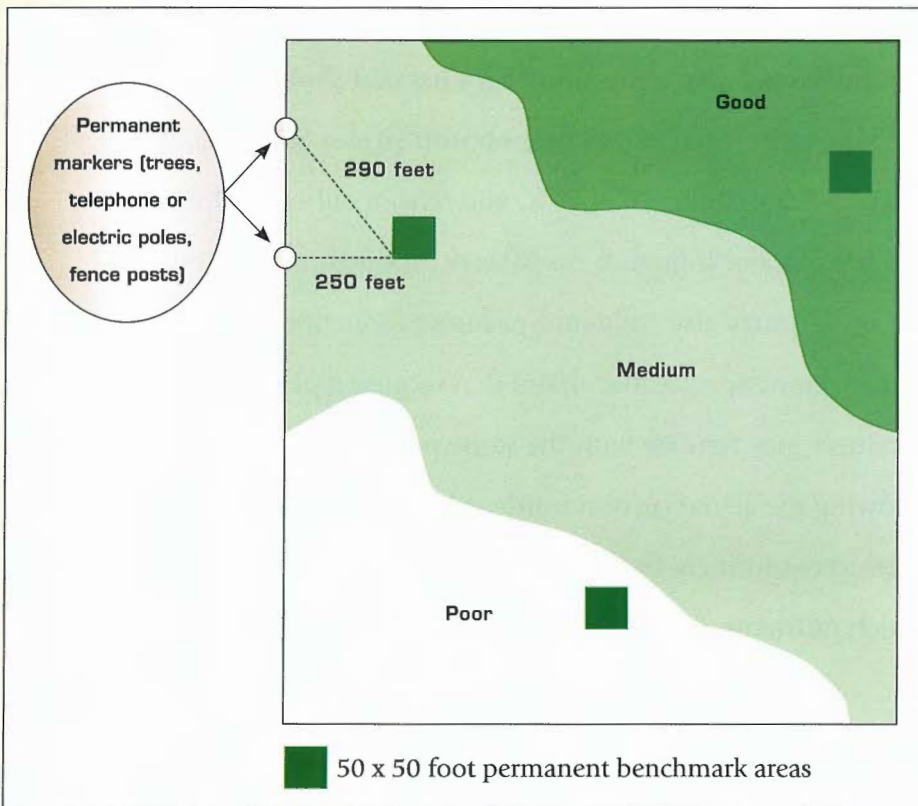 Good
Permanent
markers (trees,
telephone or
electric poles,
fence posts)
290 feet
250 feet
Medium
Poor
50 x 50 foot permanent benchmark areas